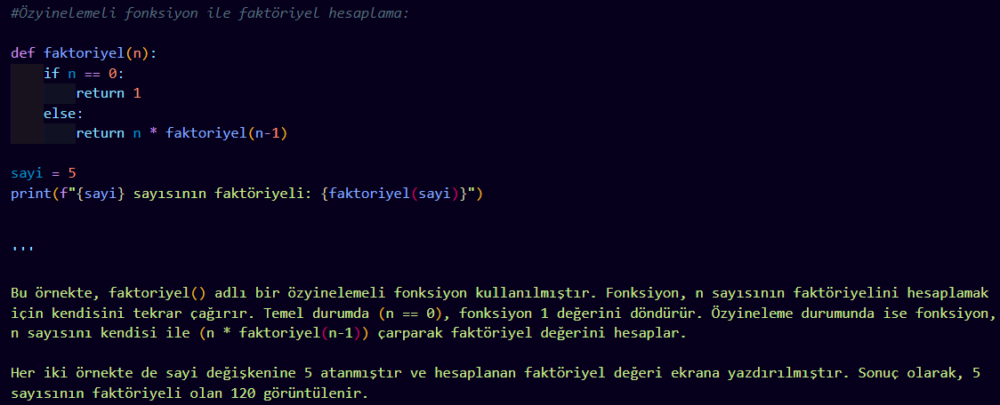 #Özyinelemeli fonksiyon ile faktöriyel hesaplama:
def faktoriyel(n):
    if n == 0:
        return 1
    else:
        return n * faktoriyel(n-1)
sayi = 5
print(f"{sayi} sayısının faktöriyeli: {faktoriyel(sayi)}")
'''
Bu örnekte, faktoriyel() adlı bir özyinelemeli fonksiyon kullanılmıştır. Fonksiyon, n sayısının faktöriyelini hesaplamak
için kendisini tekrar çağırır. Temel durumda (n == 0), fonksiyon 1 değerini döndürür. Özyineleme durumunda ise fonksiyon,
n sayısını kendisi ile (n * faktoriyel(n-1)) çarparak faktöriyel değerini hesaplar.
Her iki örnekte de sayi değişkenine 5 atanmıştır ve hesaplanan faktöriyel değeri ekrana yazdırılmıştır. Sonuç olarak, 5
sayısının faktöriyeli olan 120 görüntülenir.